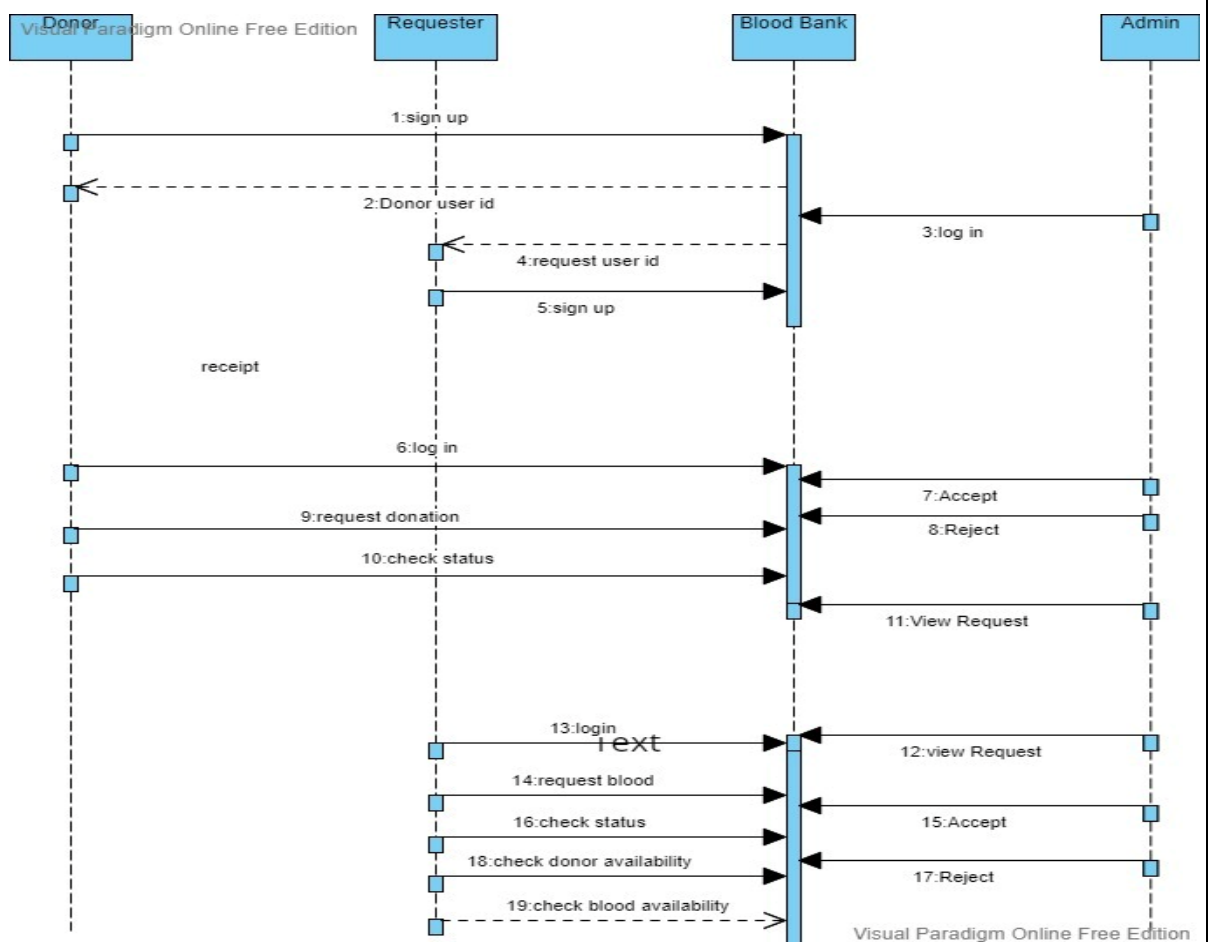 Donor
Requester
Blood Bank
Admin
Visual Paradigm Online Free Edition
1:sign up
2:Donor user id
3:log in
4:request user id
5:sign up
receipt
6:log in
7:Accept
9:request donation
8:Reject
10:check status
11:View Request
13:login
Text
12:view Request
14:request blood
16:check status
15:Accept
18:check donor availability
17:Reject
19:check blood availability
Visual Paradigm Online Free Edition